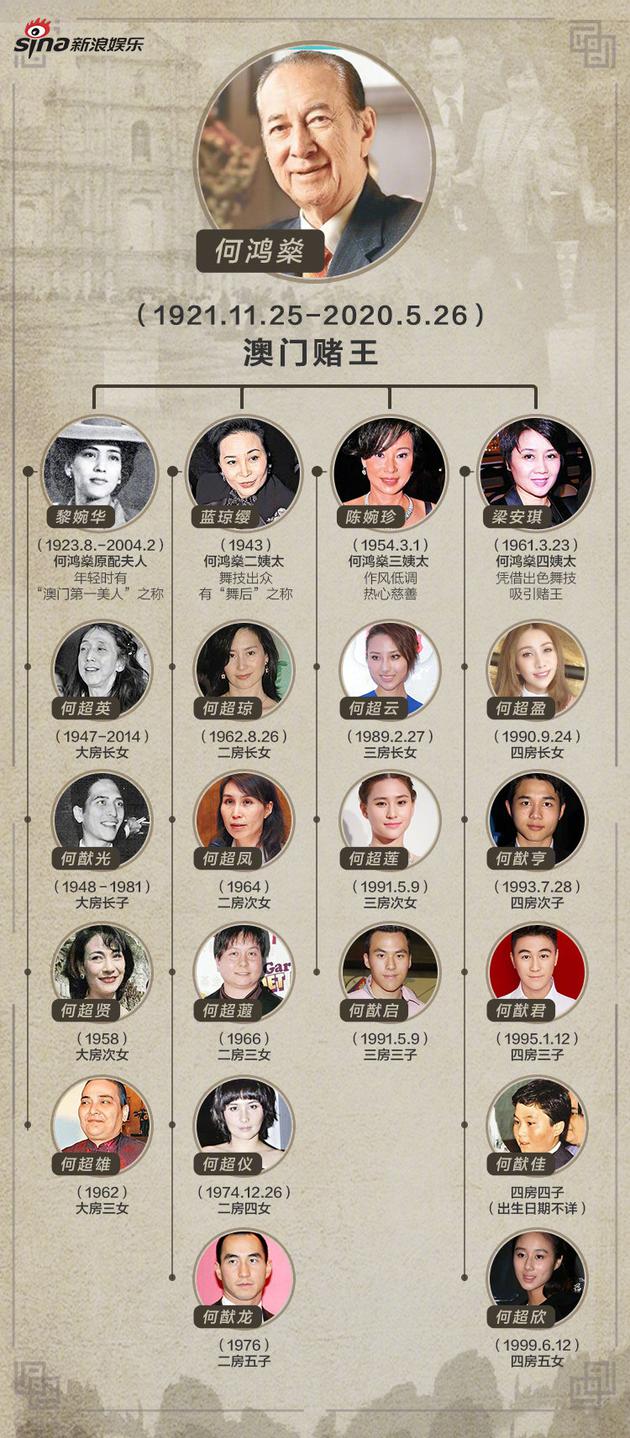 sina新浪娱乐
何鸿燊
（1921.11.25-2020.5.26）
澳门赌王
黎婉华
（1923.8.-2004.2）
何鸿燊原配夫人
年轻时有
“澳门第一美人”之称
蓝琼缨
（1943）
何鸿燊二姨太
舞技出众
有“舞后”之称
陈婉珍
（1954.3.1）
何鸿燊三姨太
作风低调
热心慈善
梁安琪
（1961.3.23）
何鸿燊四姨太
凭借出色舞技
吸引赌王
何超英
（1947-2014）
大房长女
何超琼
（1962.8.26）
二房长女
何超云
（1989.2.27）
三房长女
何超盈
（1990.9.24）
四房长女
何猷光
（1948-1981）
大房长子
何超凤
（1964）
二房次女
何超莲
（1991.5.9）
三房次女
何猷亨
（1993.7.28）
四房次子
何超贤
（1958）
大房次女
何超蕸
（1966）
二房三女
何猷启
（1991.5.9）
三房三子
何猷君
（1995.1.12）
四房三子
何超雄
（1962）
大房三女
何超仪
（1974.12.26）
二房四女
何猷佳
四房四子
（出生日期不详）
何猷龙
（1976）
二房五子
何超欣
（1999.6.12）
四房五女